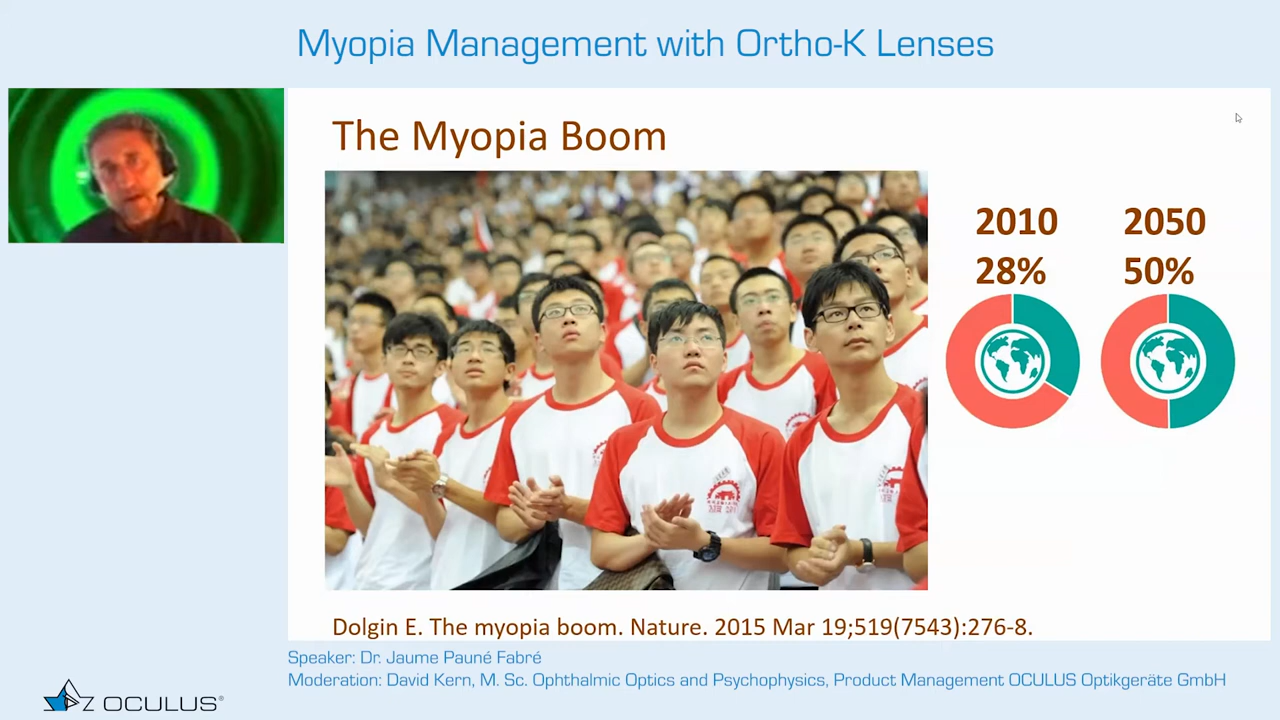 Myopia Management with Ortho-K Lenses
The Myopia Boom
2010 2050
28% 50%
Dolgin E. The myopia boom. Nature. 2015 Mar 19;519(7543):276-8.
Speaker: Dr. Jaume Pauné Fabré
Moderation: David Kern, M. Sc. Ophthalmic Optics and Psychophysics, Product Management OCULUS Optikgeräte GmbH
OCULUS®